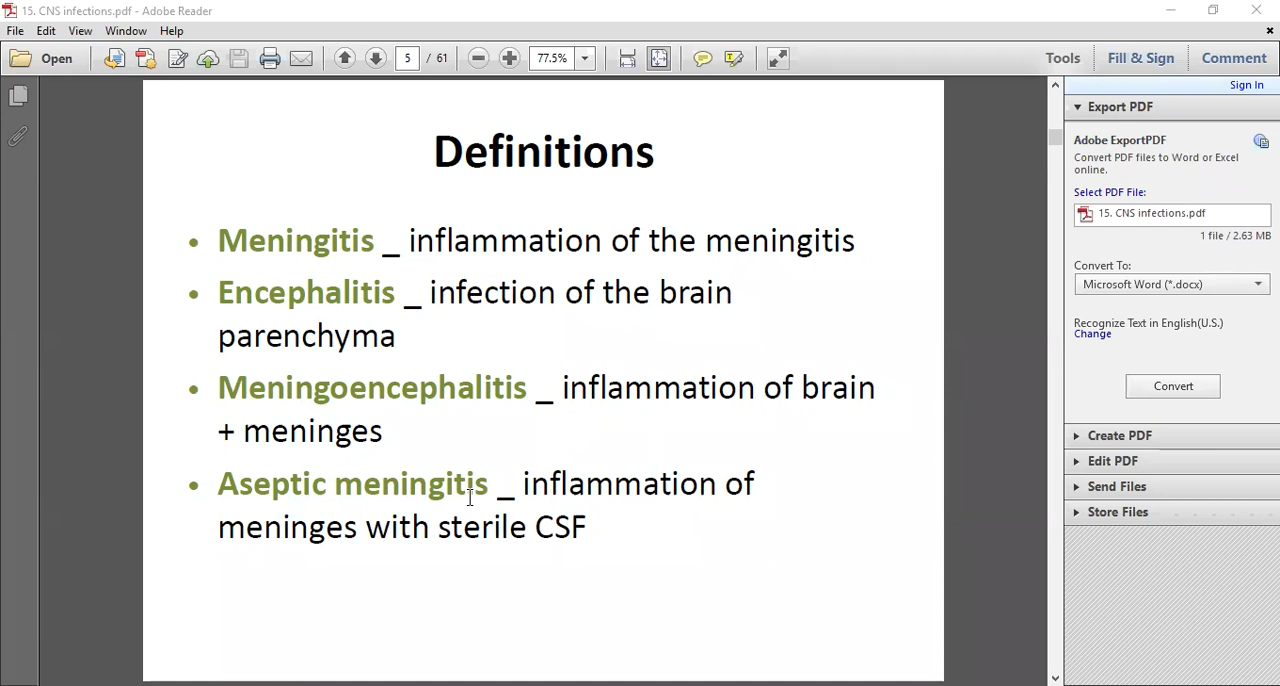 15. CNS infections.pdf - Adobe Reader
File Edit View Window Help
Open 5 / 61 77.5% Tools Fill & Sign Comment
Sign In
Export PDF
Adobe ExportPDF
Convert PDF files to Word or Excel
online.
Select PDF File:
15. CNS infections.pdf
1 file / 2.63 MB
Convert To:
Microsoft Word (*.docx)
Recognize Text in English(U.S.)
Change
Convert
Create PDF
Edit PDF
Send Files
Store Files
Definitions
• Meningitis _ inflammation of the meningitis
• Encephalitis _ infection of the brain
parenchyma
• Meningoencephalitis _ inflammation of brain
+ meninges
• Aseptic meningitis _ inflammation of
meninges with sterile CSF